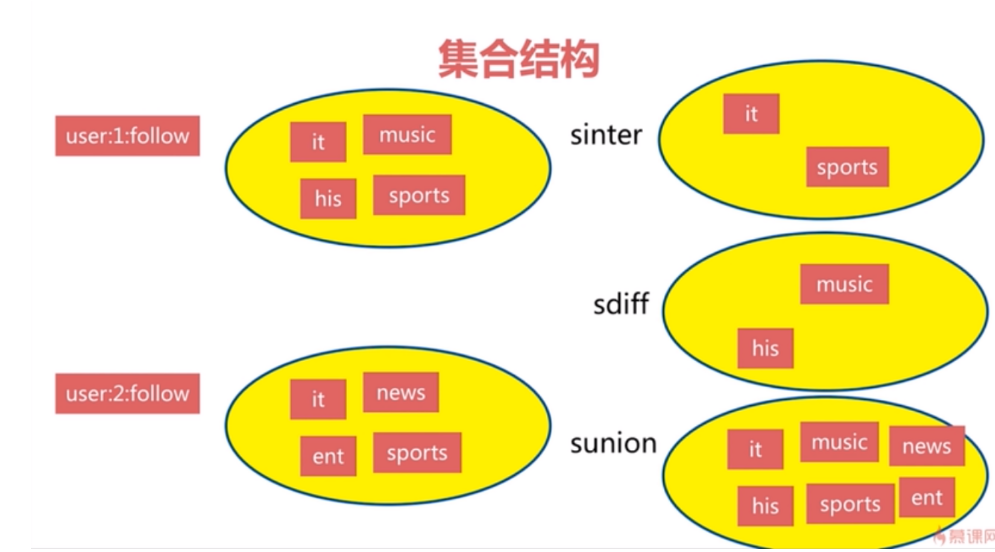 集合结构
user:1:follow
it
music
his
sports
sinter
it
sports
sdiff
music
his
user:2:follow
it
news
ent
sports
sunion
it
music
news
his
sports
ent
慕课网